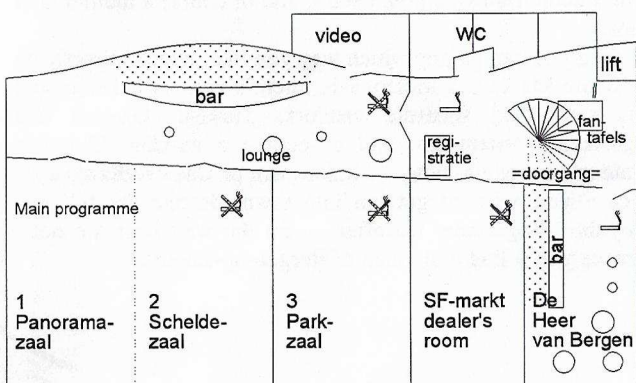 video
WC
lift
bar
fan-
tafels
lounge
regi-
stratie
=doorgang=
Main programme
bar
1
Panorama-
zaal
2
Schelde-
zaal
3
Park-
zaal
SF-markt
dealer's
room
De
Heer
van Bergen